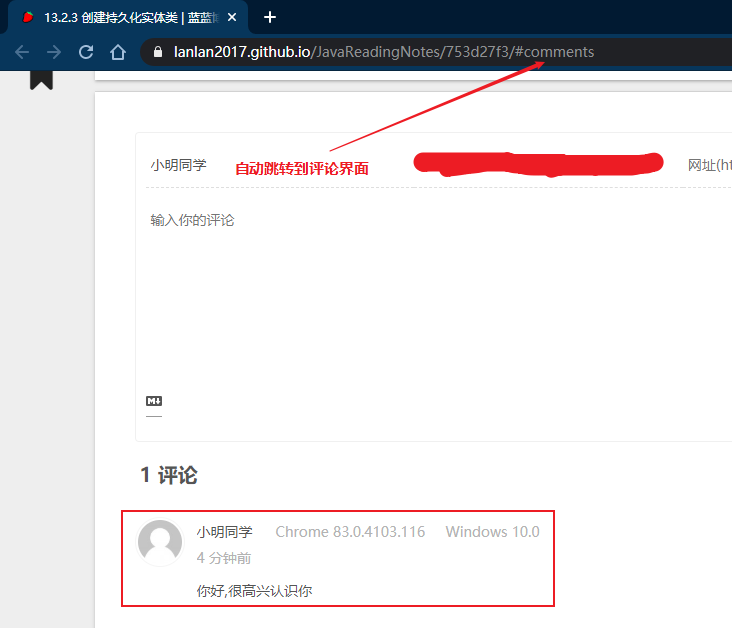 13.2.3 创建持久化实体类 | 蓝蓝
lanlan2017.github.io/JavaReadingNotes/753d27f3/#comments
小明同学
自动跳转到评论界面
网址(ht
输入你的评论
M↓
1 评论
小明同学 Chrome 83.0.4103.116 Windows 10.0
4 分钟前
你好,很高兴认识你